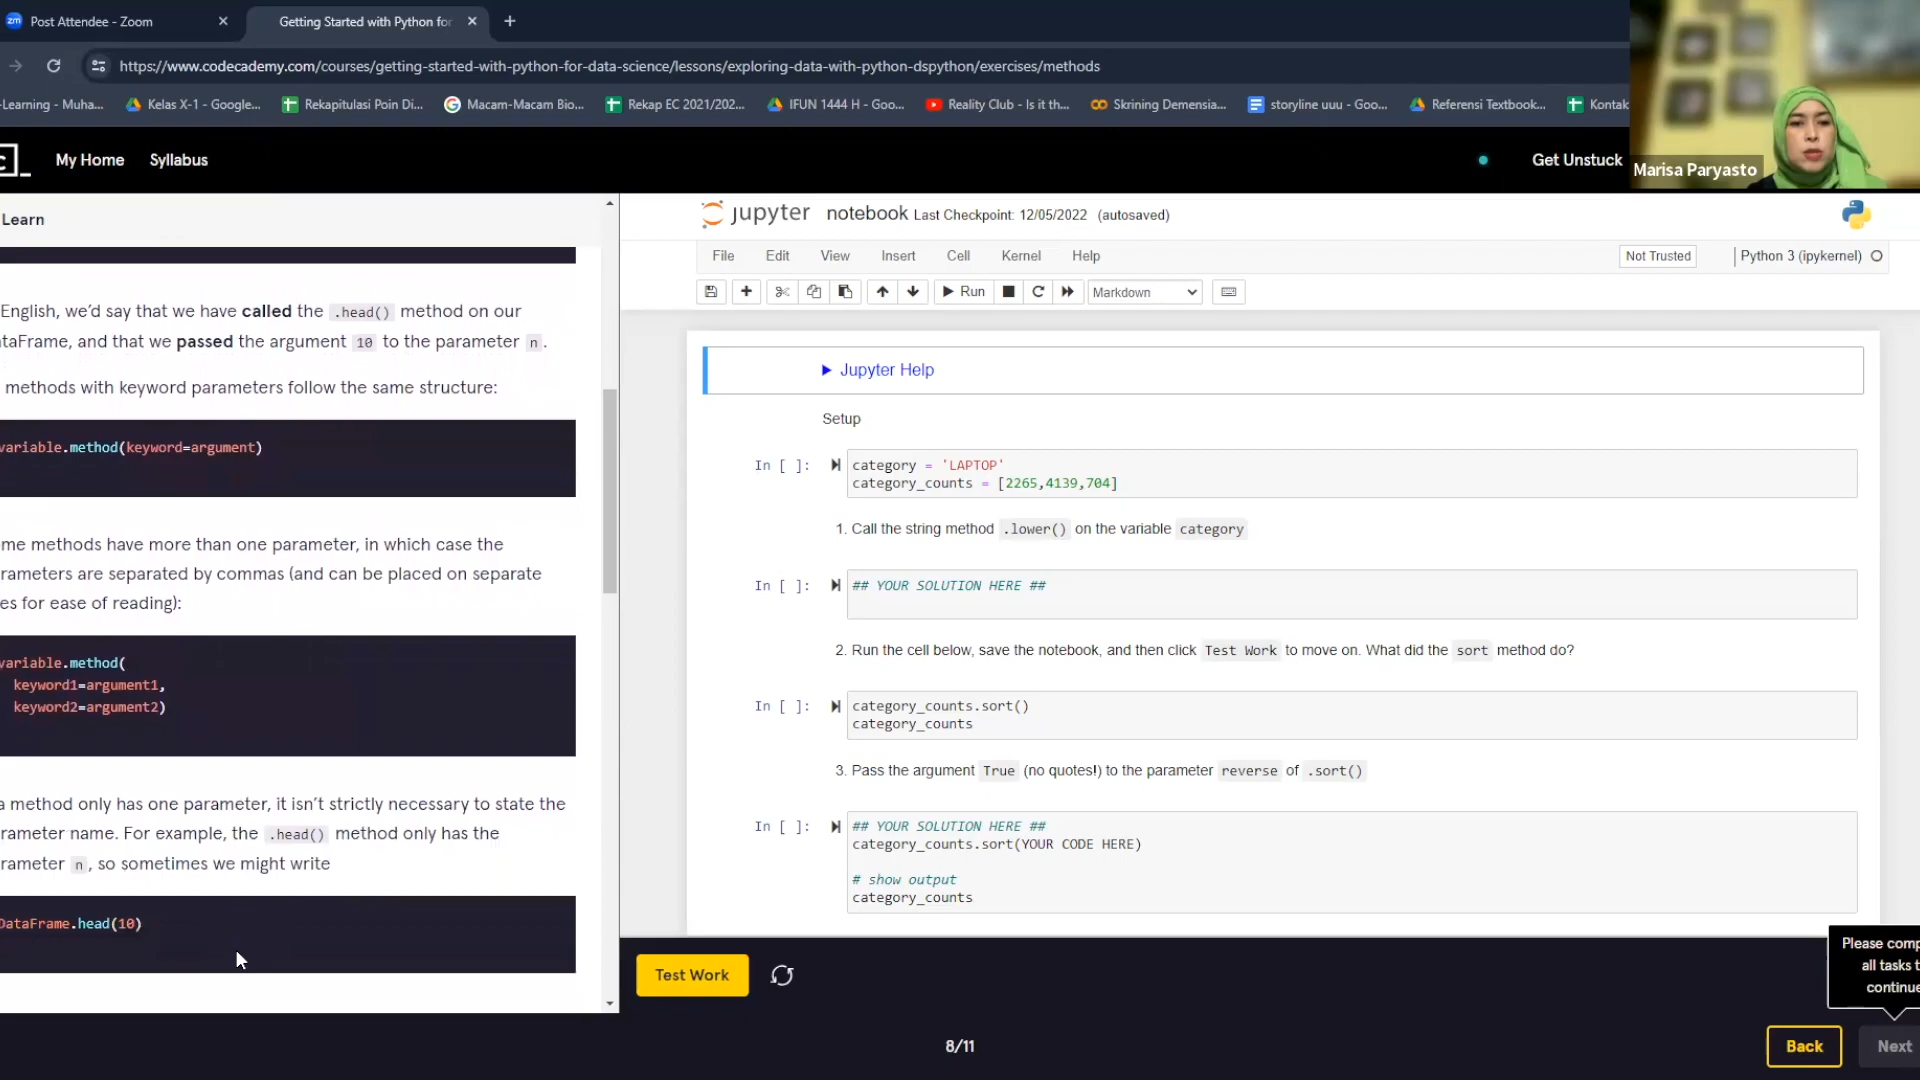 zm Post Attendee - Zoom
Getting Started with Python for
https://www.codecademy.com/courses/getting-started-with-python-for-data-science/lessons/exploring-data-with-python-dspython/exercises/methods
-Learning - Muha...
Kelas X-1 - Google...
Rekapitulasi Poin Di...
Macam-Macam Bio...
Rekap EC 2021/202...
IFUN 1444 H - Goo...
Reality Club - Is it th...
Skrining Demensia...
storyline uuu - Goo...
Referensi Textbook...
Kontak
My Home
Syllabus
Get Unstuck
Marisa Paryasto
Learn
English, we'd say that we have called the .head() method on our
taFrame, and that we passed the argument 10 to the parameter n.
methods with keyword parameters follow the same structure:
variable.method(keyword=argument)
me methods have more than one parameter, in which case the
rameters are separated by commas (and can be placed on separate
es for ease of reading):
variable.method(
keyword1=argument1,
keyword2=argument2)
a method only has one parameter, it isn't strictly necessary to state the
rameter name. For example, the .head() method only has the
rameter n, so sometimes we might write
DataFrame.head(10)
jupyter notebook Last Checkpoint: 12/05/2022 (autosaved)
File Edit View Insert Cell Kernel Help
Not Trusted
Python 3 (ipykernel)
Run
Markdown
Jupyter Help
Setup
In [ ]:
category = 'LAPTOP'
category_counts = [2265,4139,704]
1. Call the string method .lower() on the variable category
In [ ]:
## YOUR SOLUTION HERE ##
2. Run the cell below, save the notebook, and then click Test Work to move on. What did the sort method do?
In [ ]:
category_counts.sort()
category_counts
3. Pass the argument True (no quotes!) to the parameter reverse of .sort()
In [ ]:
## YOUR SOLUTION HERE ##
category_counts.sort(YOUR CODE HERE)
# show output
category_counts
Test Work
Please comp
all tasks t
continue
8/11
Back
Next